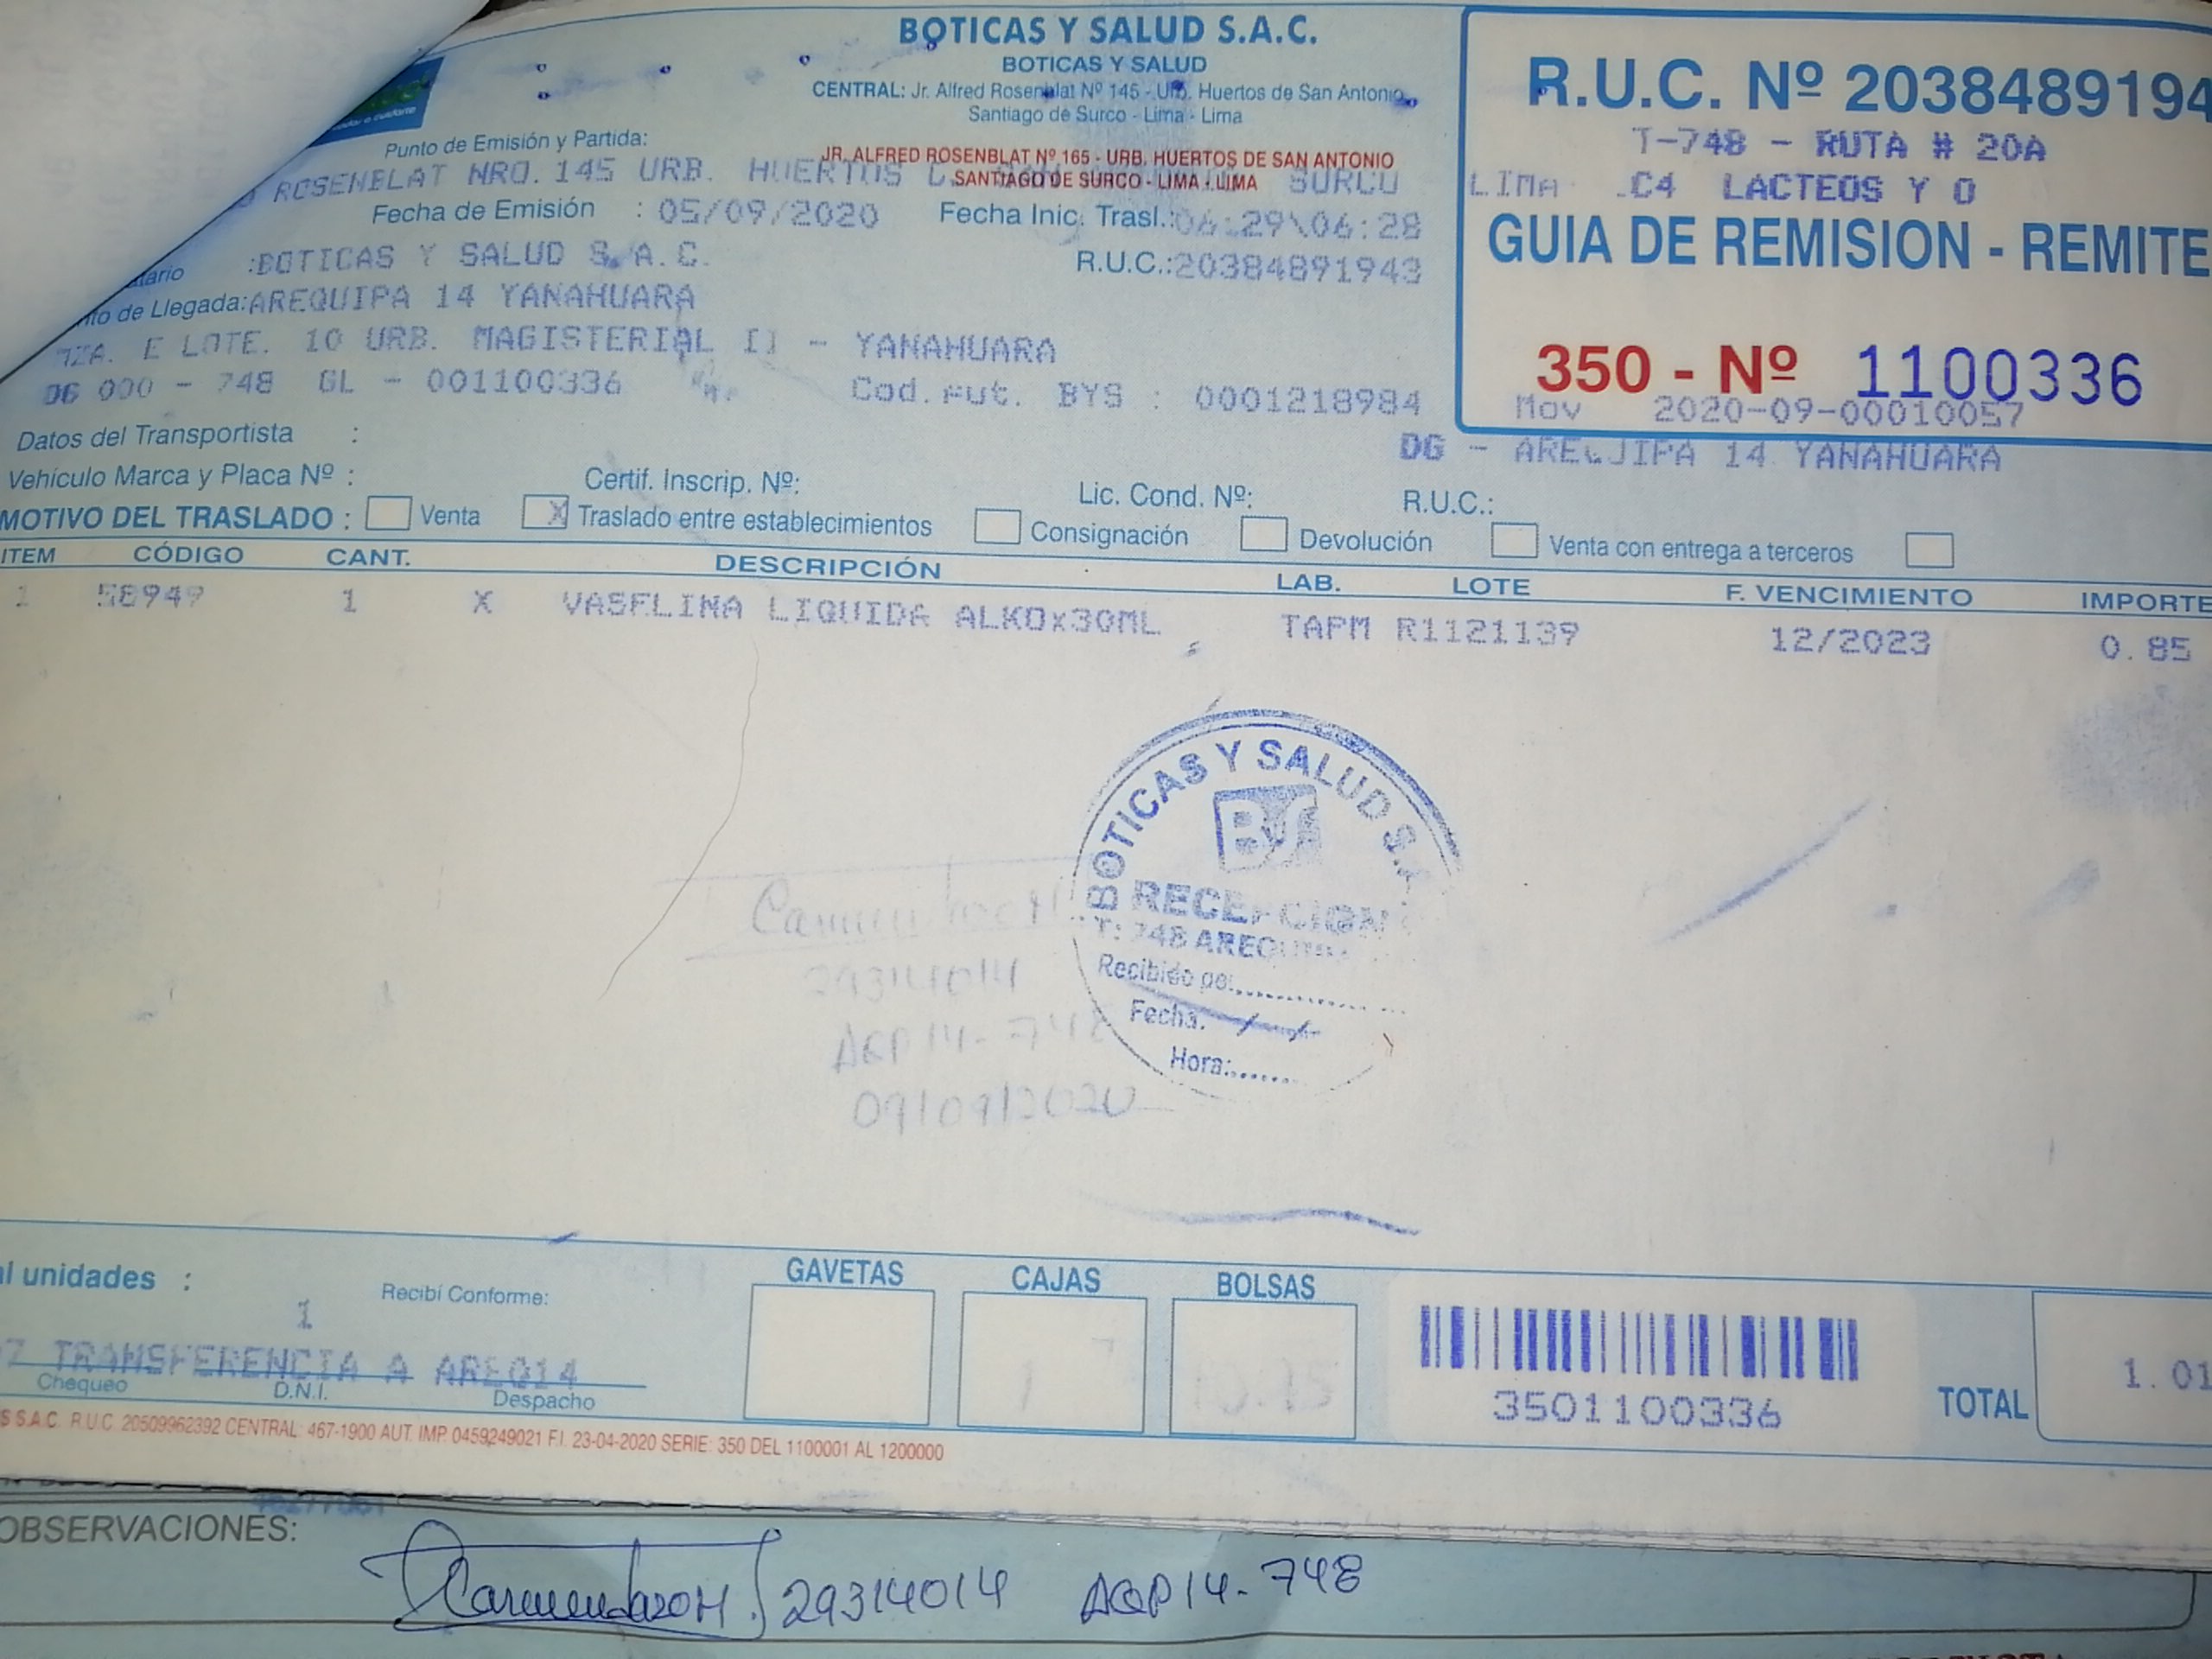 BOTICAS Y SALUD S.A.C.
BOTICAS Y SALUD
CENTRAL: Jr. Alfred Rosenblat Nº 145 - Urb. Huertos de San Antonio
Santiago de Surco - Lima - Lima
R.U.C. Nº 2038489194
T-748 - RUTA # 20A
LIMA C4 LACTEOS Y O
GUIA DE REMISION - REMITE
350 - Nº 1100336
Mov 2020-09-00010057
DG - AREQUIPA 14 YANAHUARA
Punto de Emisión y Partida:
JR. ALFRED ROSENBLAT Nº 165 - URB. HUERTOS DE SAN ANTONIO
SANTIAGO DE SURCO - LIMA - LIMA
ROSENBLAT NRO. 145 URB. HUERTOS SURCO
Fecha de Emisión : 05/09/2020 Fecha Inic. Trasl.: 06:29\06:28
:BOTICAS Y SALUD S.A.C. R.U.C.:20384891943
de Llegada: AREQUIPA 14 YANAHUARA
MZA. E LOTE. 10 URB. MAGISTERIAL II - YANAHUARA
DG 000 - 748 GL - 001100336 Cod.Fut. BYS : 0001218984
Datos del Transportista :
Vehículo Marca y Placa Nº : Certif. Inscrip. Nº: Lic. Cond. Nº: R.U.C.:
MOTIVO DEL TRASLADO : Venta X Traslado entre establecimientos Consignación Devolución Venta con entrega a terceros
ITEM CÓDIGO CANT. DESCRIPCIÓN LAB. LOTE F. VENCIMIENTO IMPORTE
1 58949 1 X VASELINA LIQUIDA ALKOx30ML TAPM R1121139 12/2023 0.85
BOTICAS Y SALUD S.A.
RECEPCION
T: 748 AREQUIPA
Recibido por:
Fecha: / /
Hora:
29314014
AQP14-748
09/09/2020
al unidades : 1
Recibí Conforme:
GAVETAS CAJAS BOLSAS
TRANSFERENCIA A AREQ14
Chequeo D.N.I. Despacho
3501100336
TOTAL 1.01
S.A.C. R.U.C. 20509962392 CENTRAL: 467-1900 AUT. IMP. 0459249021 F.I. 23-04-2020 SERIE: 350 DEL 1100001 AL 1200000
OBSERVACIONES:
29314014 AQP14-748